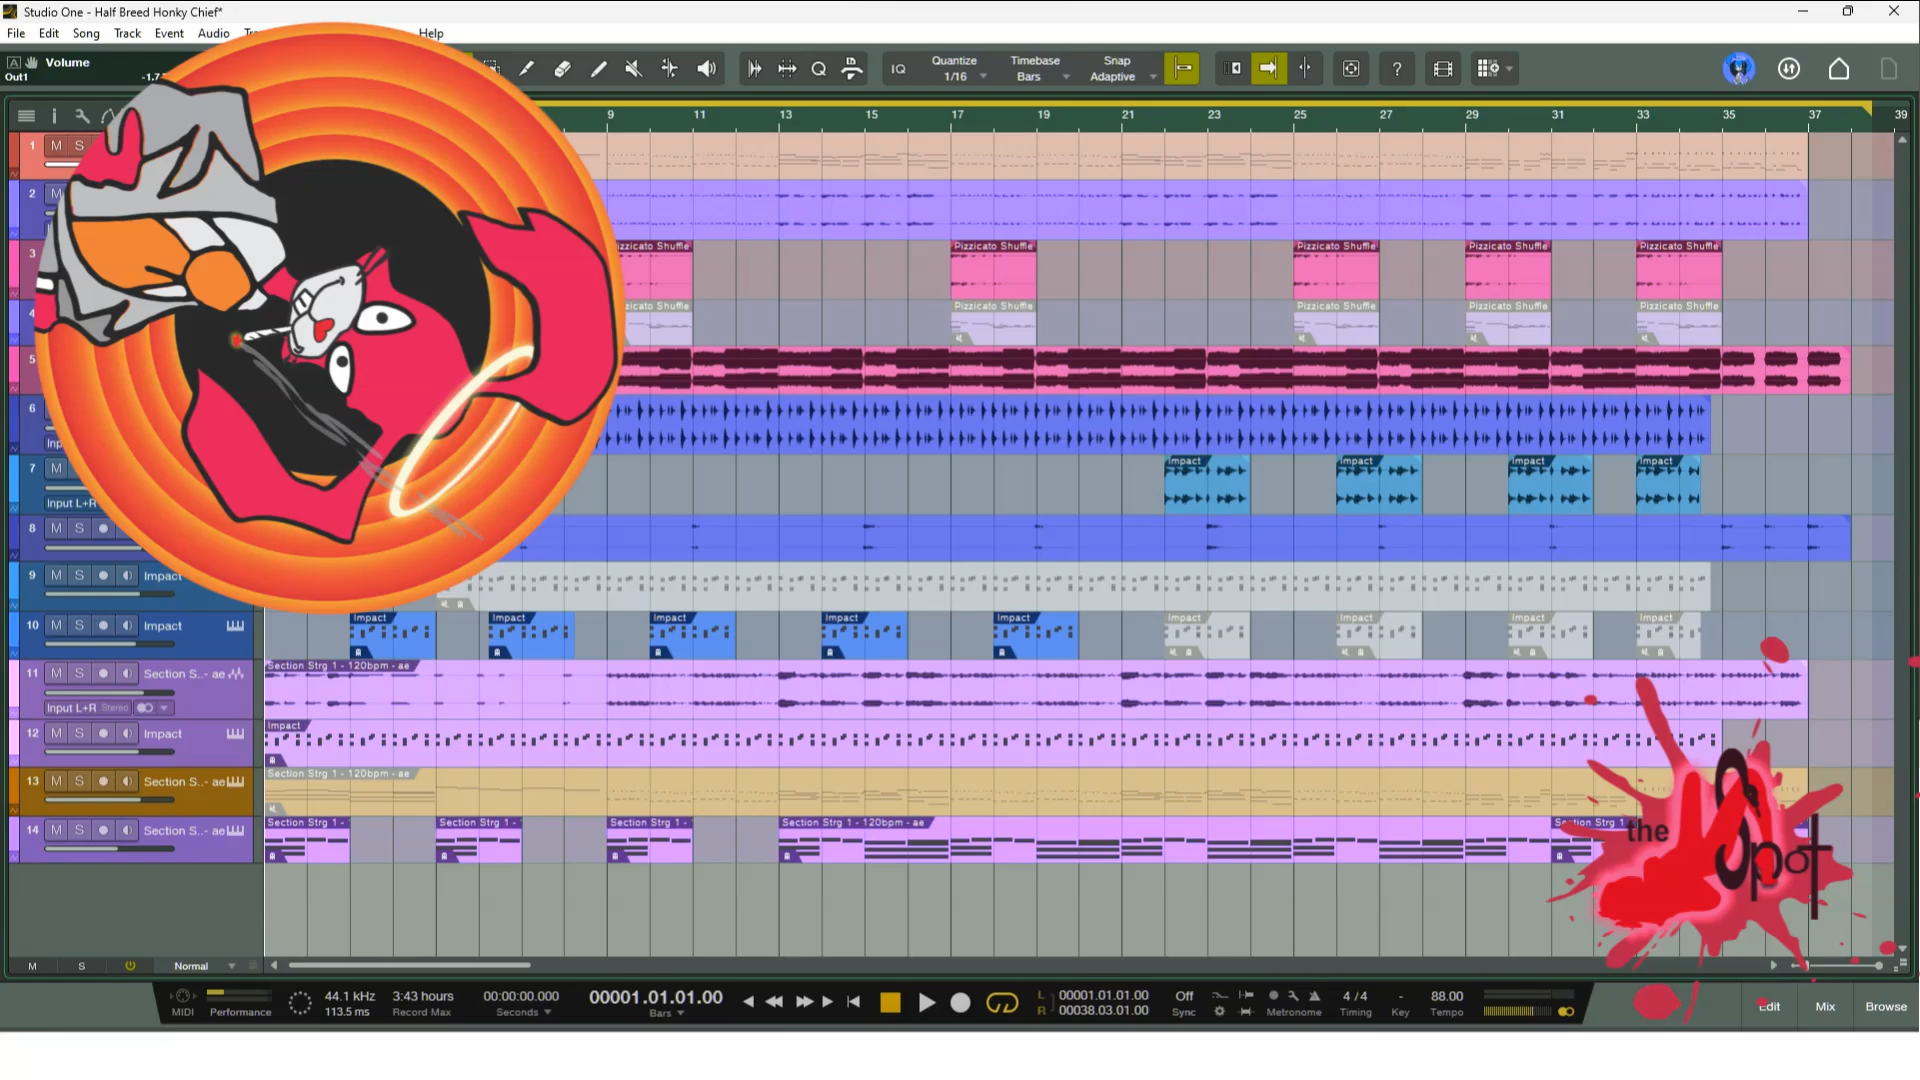 Studio One - Half Breed Honky Chief*
File Edit Song Track Event Audio Help
Volume
Out1
IQ
Quantize
1/16
Timebase
Bars
Snap
Adaptive
?
9 11 13 15 17 19 21 23 25 27 29 31 33 35 37 39
1 M S
2 M
3 Pizzicato Shuffle Pizzicato Shuffle Pizzicato Shuffle Pizzicato Shuffle
4 Pizzicato Shuffle Pizzicato Shuffle Pizzicato Shuffle Pizzicato Shuffle
5
6
7 M Impact Impact Impact Impact
Input L+R
8 M S
9 M S Impact
10 M S Impact Impact Impact Impact Impact Impact Impact Impact Impact Impact
11 M S Section S..- ae Section Strg 1 - 120bpm - ae
Input L+R Stereo
12 M S Impact Impact
13 M S Section S..- ae Section Strg 1 - 120bpm - ae
14 M S Section S..- ae Section Strg 1 - Section Strg 1 - Section Strg 1 - Section Strg 1 - 120bpm - ae Section Strg 1
the Spot
M S Normal
MIDI
Performance
44.1 kHz
113.5 ms
3:43 hours
Record Max
00:00:00.000
Seconds
00001.01.01.00
Bars
L 00001.01.01.00
R 00038.03.01.00
Off
Sync
Metronome
4 / 4
Timing
-
Key
88.00
Tempo
Edit Mix Browse